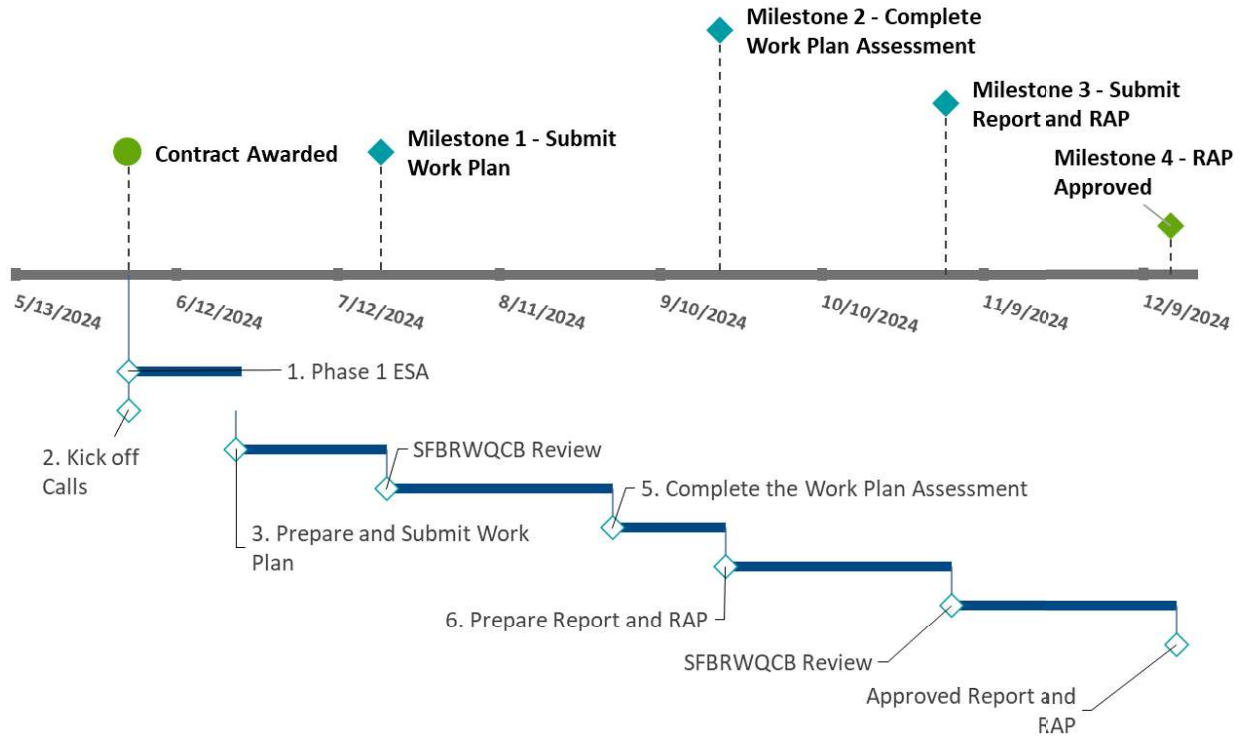 Milestone 2 - Complete
Work Plan Assessment
Milestone 3 - Submit
Report and RAP
Contract Awarded
Milestone 1 - Submit
Work Plan
Milestone 4 - RAP
Approved
5/13/2024
6/12/2024
7/12/2024
8/11/2024
9/10/2024
10/10/2024
11/9/2024
12/9/2024
1. Phase 1 ESA
2. Kick off
Calls
SFBRWQCB Review
5. Complete the Work Plan Assessment
3. Prepare and Submit Work
Plan
6. Prepare Report and RAP
SFBRWQCB Review
Approved Report and
RAP